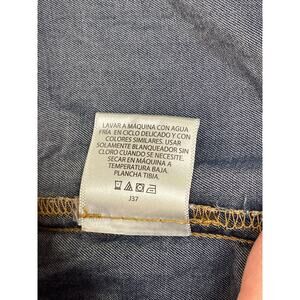 LAVAR A MÁQUINA CON AGUA
FRÍA EN CICLO DELICADO Y CON
COLORES SIMILARES. USAR
SOLAMENTE BLANQUEADOR SIN
CLORO CUANDO SE NECESITE.
SECAR EN MÁQUINA A
TEMPERATURA BAJA.
PLANCHA TIBIA.
J37